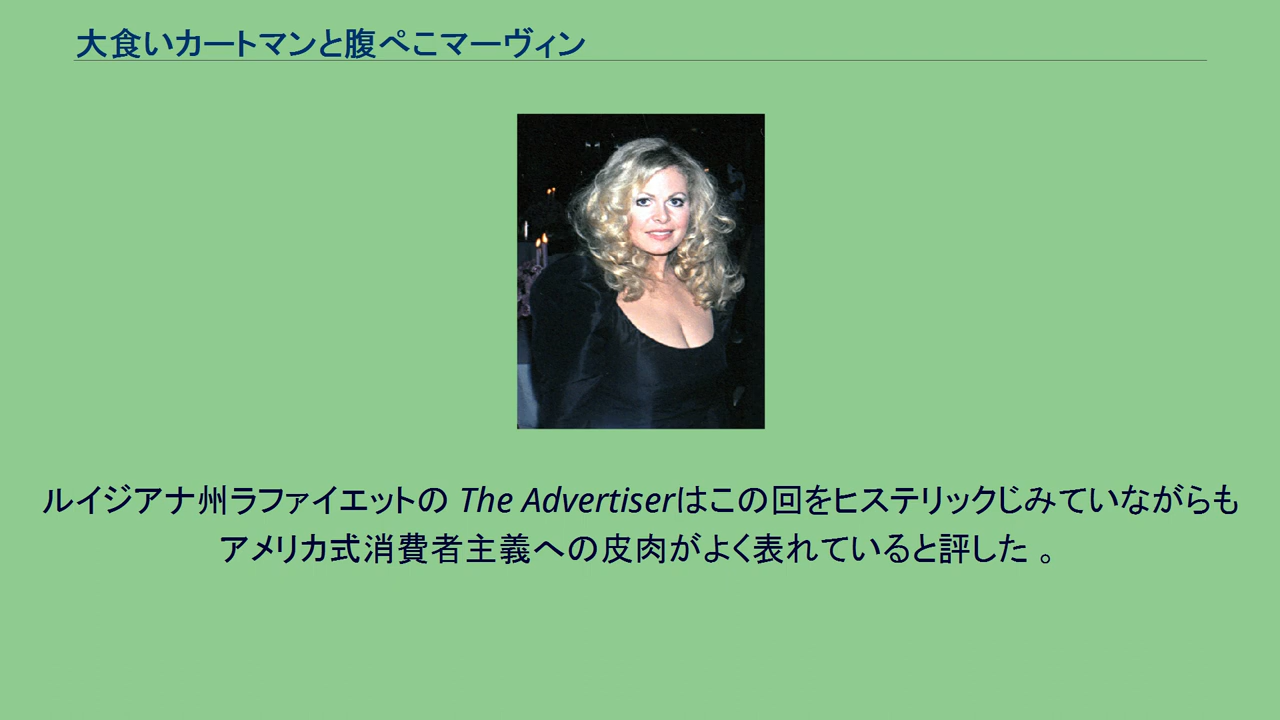 大食いカートマンと腹ペこマーヴィン
ルイジアナ州ラファイエットの The Advertiserはこの回をヒステリックじみていながらも
アメリカ式消費者主義への皮肉がよく表れていると評した 。